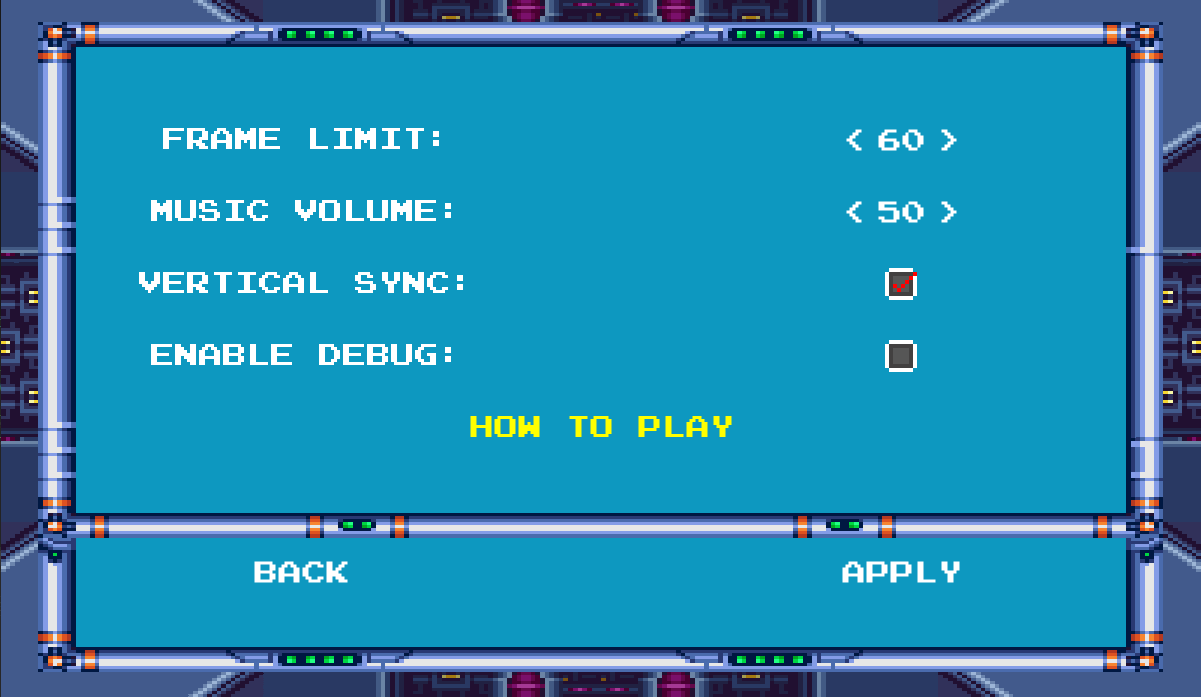 FRAME LIMIT: < 60 >
MUSIC VOLUME: < 50 >
VERTICAL SYNC:
ENABLE DEBUG:
HOW TO PLAY
BACK APPLY